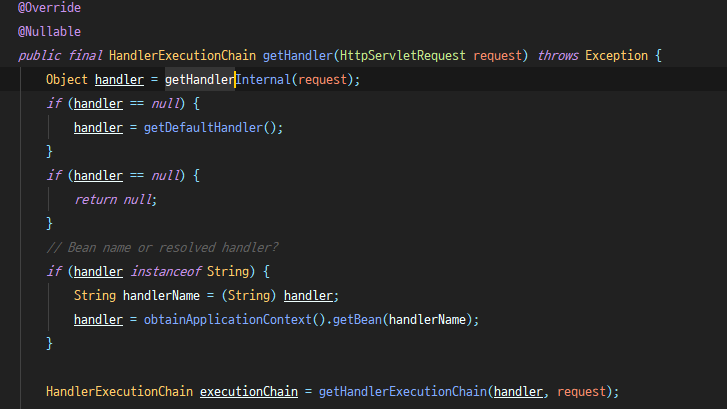 @Override
@Nullable
public final HandlerExecutionChain getHandler(HttpServletRequest request) throws Exception {
Object handler = getHandlerInternal(request);
if (handler == null) {
handler = getDefaultHandler();
}
if (handler == null) {
return null;
}
// Bean name or resolved handler?
if (handler instanceof String) {
String handlerName = (String) handler;
handler = obtainApplicationContext().getBean(handlerName);
}
HandlerExecutionChain executionChain = getHandlerExecutionChain(handler, request);